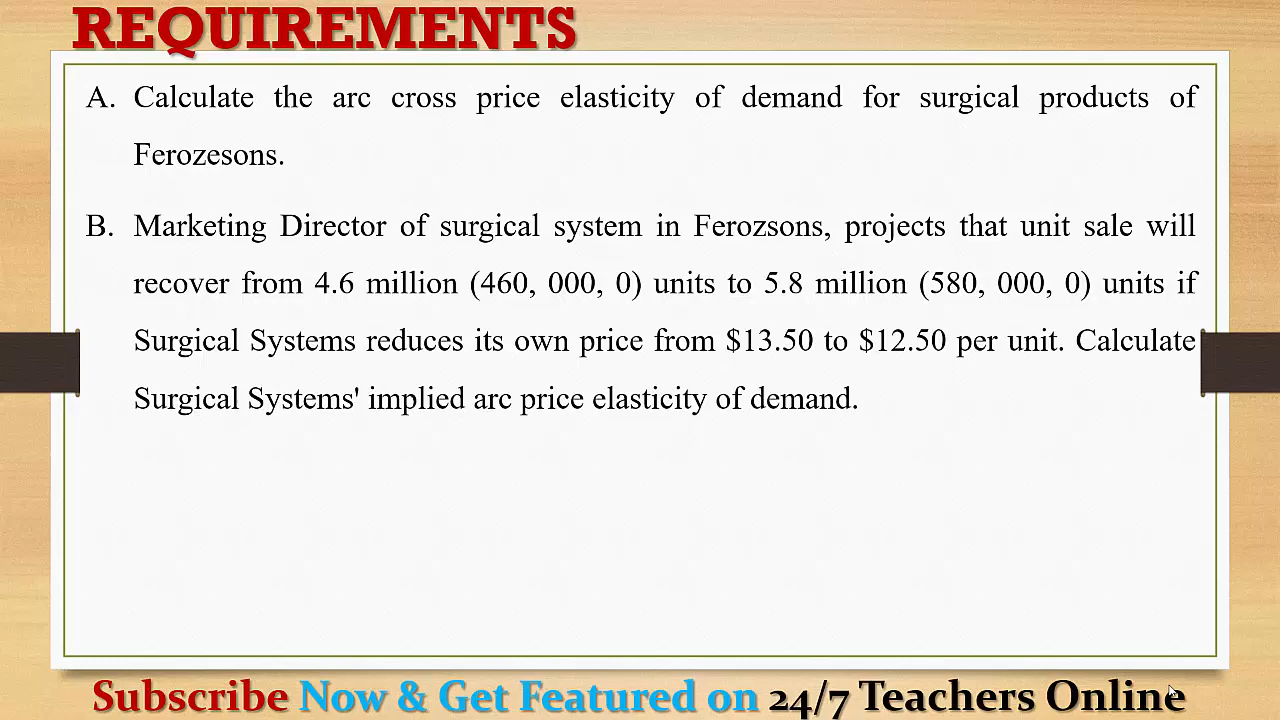 REQUIREMENTS
A. Calculate the arc cross price elasticity of demand for surgical products of
Ferozesons.
B. Marketing Director of surgical system in Ferozsons, projects that unit sale will
recover from 4.6 million (460, 000, 0) units to 5.8 million (580, 000, 0) units if
Surgical Systems reduces its own price from $13.50 to $12.50 per unit. Calculate
Surgical Systems' implied arc price elasticity of demand.
Subscribe Now & Get Featured on 24/7 Teachers Online